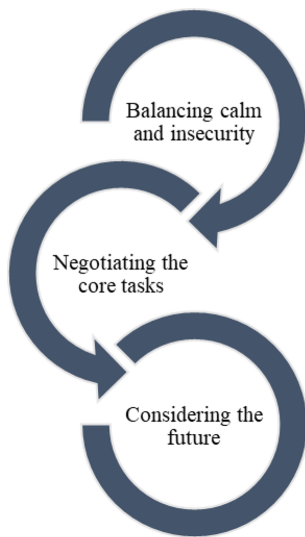 Balancing calm
and insecurity
Negotiating the
core tasks
Considering the
future